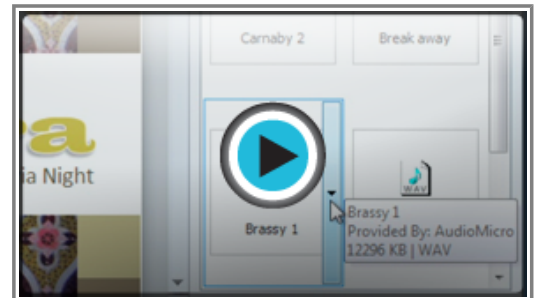 Carnaby 2
Break away
a
ia Night
WAV
Brassy 1
Brassy 1
Provided By: AudioMicro
12296 KB | WAV